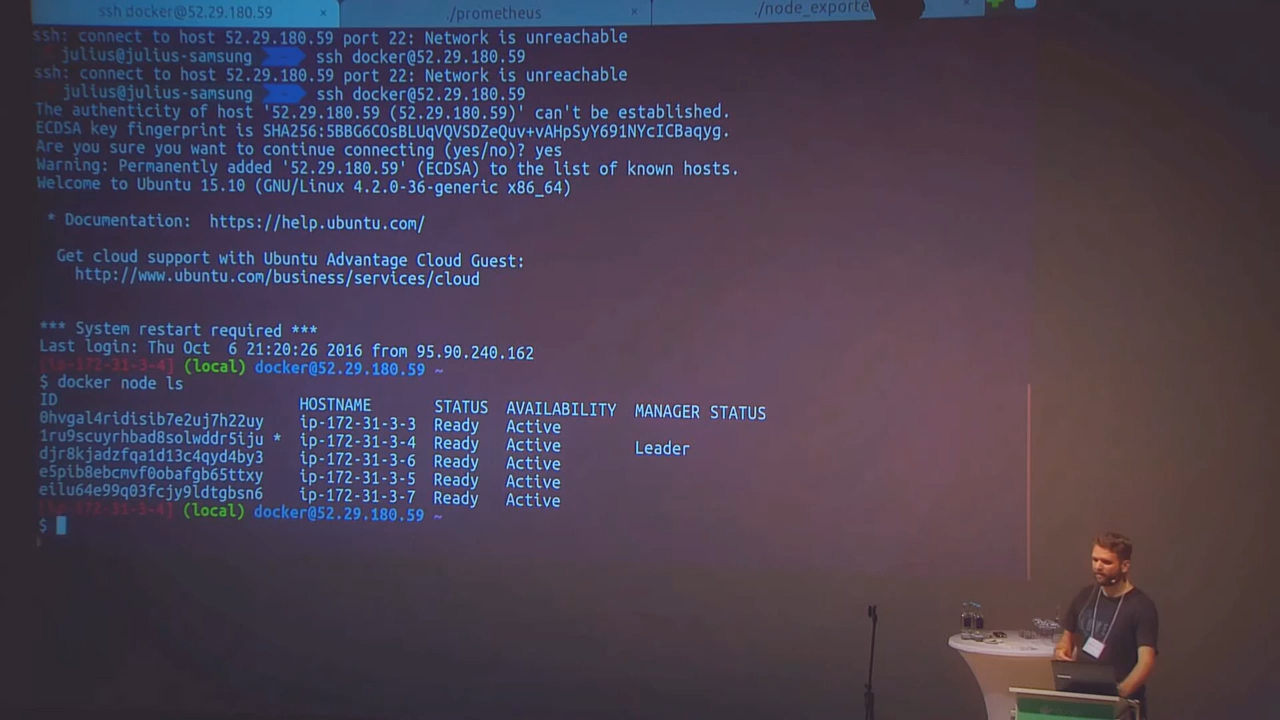 ssh docker@52.29.180.59 × ./prometheus × ./node_exporte ×
ssh: connect to host 52.29.180.59 port 22: Network is unreachable
julius@julius-samsung ~ ssh docker@52.29.180.59
ssh: connect to host 52.29.180.59 port 22: Network is unreachable
julius@julius-samsung ~ ssh docker@52.29.180.59
The authenticity of host '52.29.180.59 (52.29.180.59)' can't be established.
ECDSA key fingerprint is SHA256:5BBG6COsBLUqVQVSDZeQuv+vAHpSyY691NYcICBaqyg.
Are you sure you want to continue connecting (yes/no)? yes
Warning: Permanently added '52.29.180.59' (ECDSA) to the list of known hosts.
Welcome to Ubuntu 15.10 (GNU/Linux 4.2.0-36-generic x86_64)
* Documentation: https://help.ubuntu.com/
Get cloud support with Ubuntu Advantage Cloud Guest:
http://www.ubuntu.com/business/services/cloud
*** System restart required ***
Last login: Thu Oct 6 21:20:26 2016 from 95.90.240.162
[ip-172-31-3-4] (local) docker@52.29.180.59 ~
$ docker node ls
ID HOSTNAME STATUS AVAILABILITY MANAGER STATUS
0hvgal4ridisib7e2uj7h22uy ip-172-31-3-3 Ready Active
1ru9scuyrhbad8solwddr5iju * ip-172-31-3-4 Ready Active Leader
djr8kjadzfqa1d13c4qyd4by3 ip-172-31-3-6 Ready Active
e5pib8ebcmvf0obafgb65ttxy ip-172-31-3-5 Ready Active
eilu64e99q03fcjy9ldtgbsn6 ip-172-31-3-7 Ready Active
[ip-172-31-3-4] (local) docker@52.29.180.59 ~
$